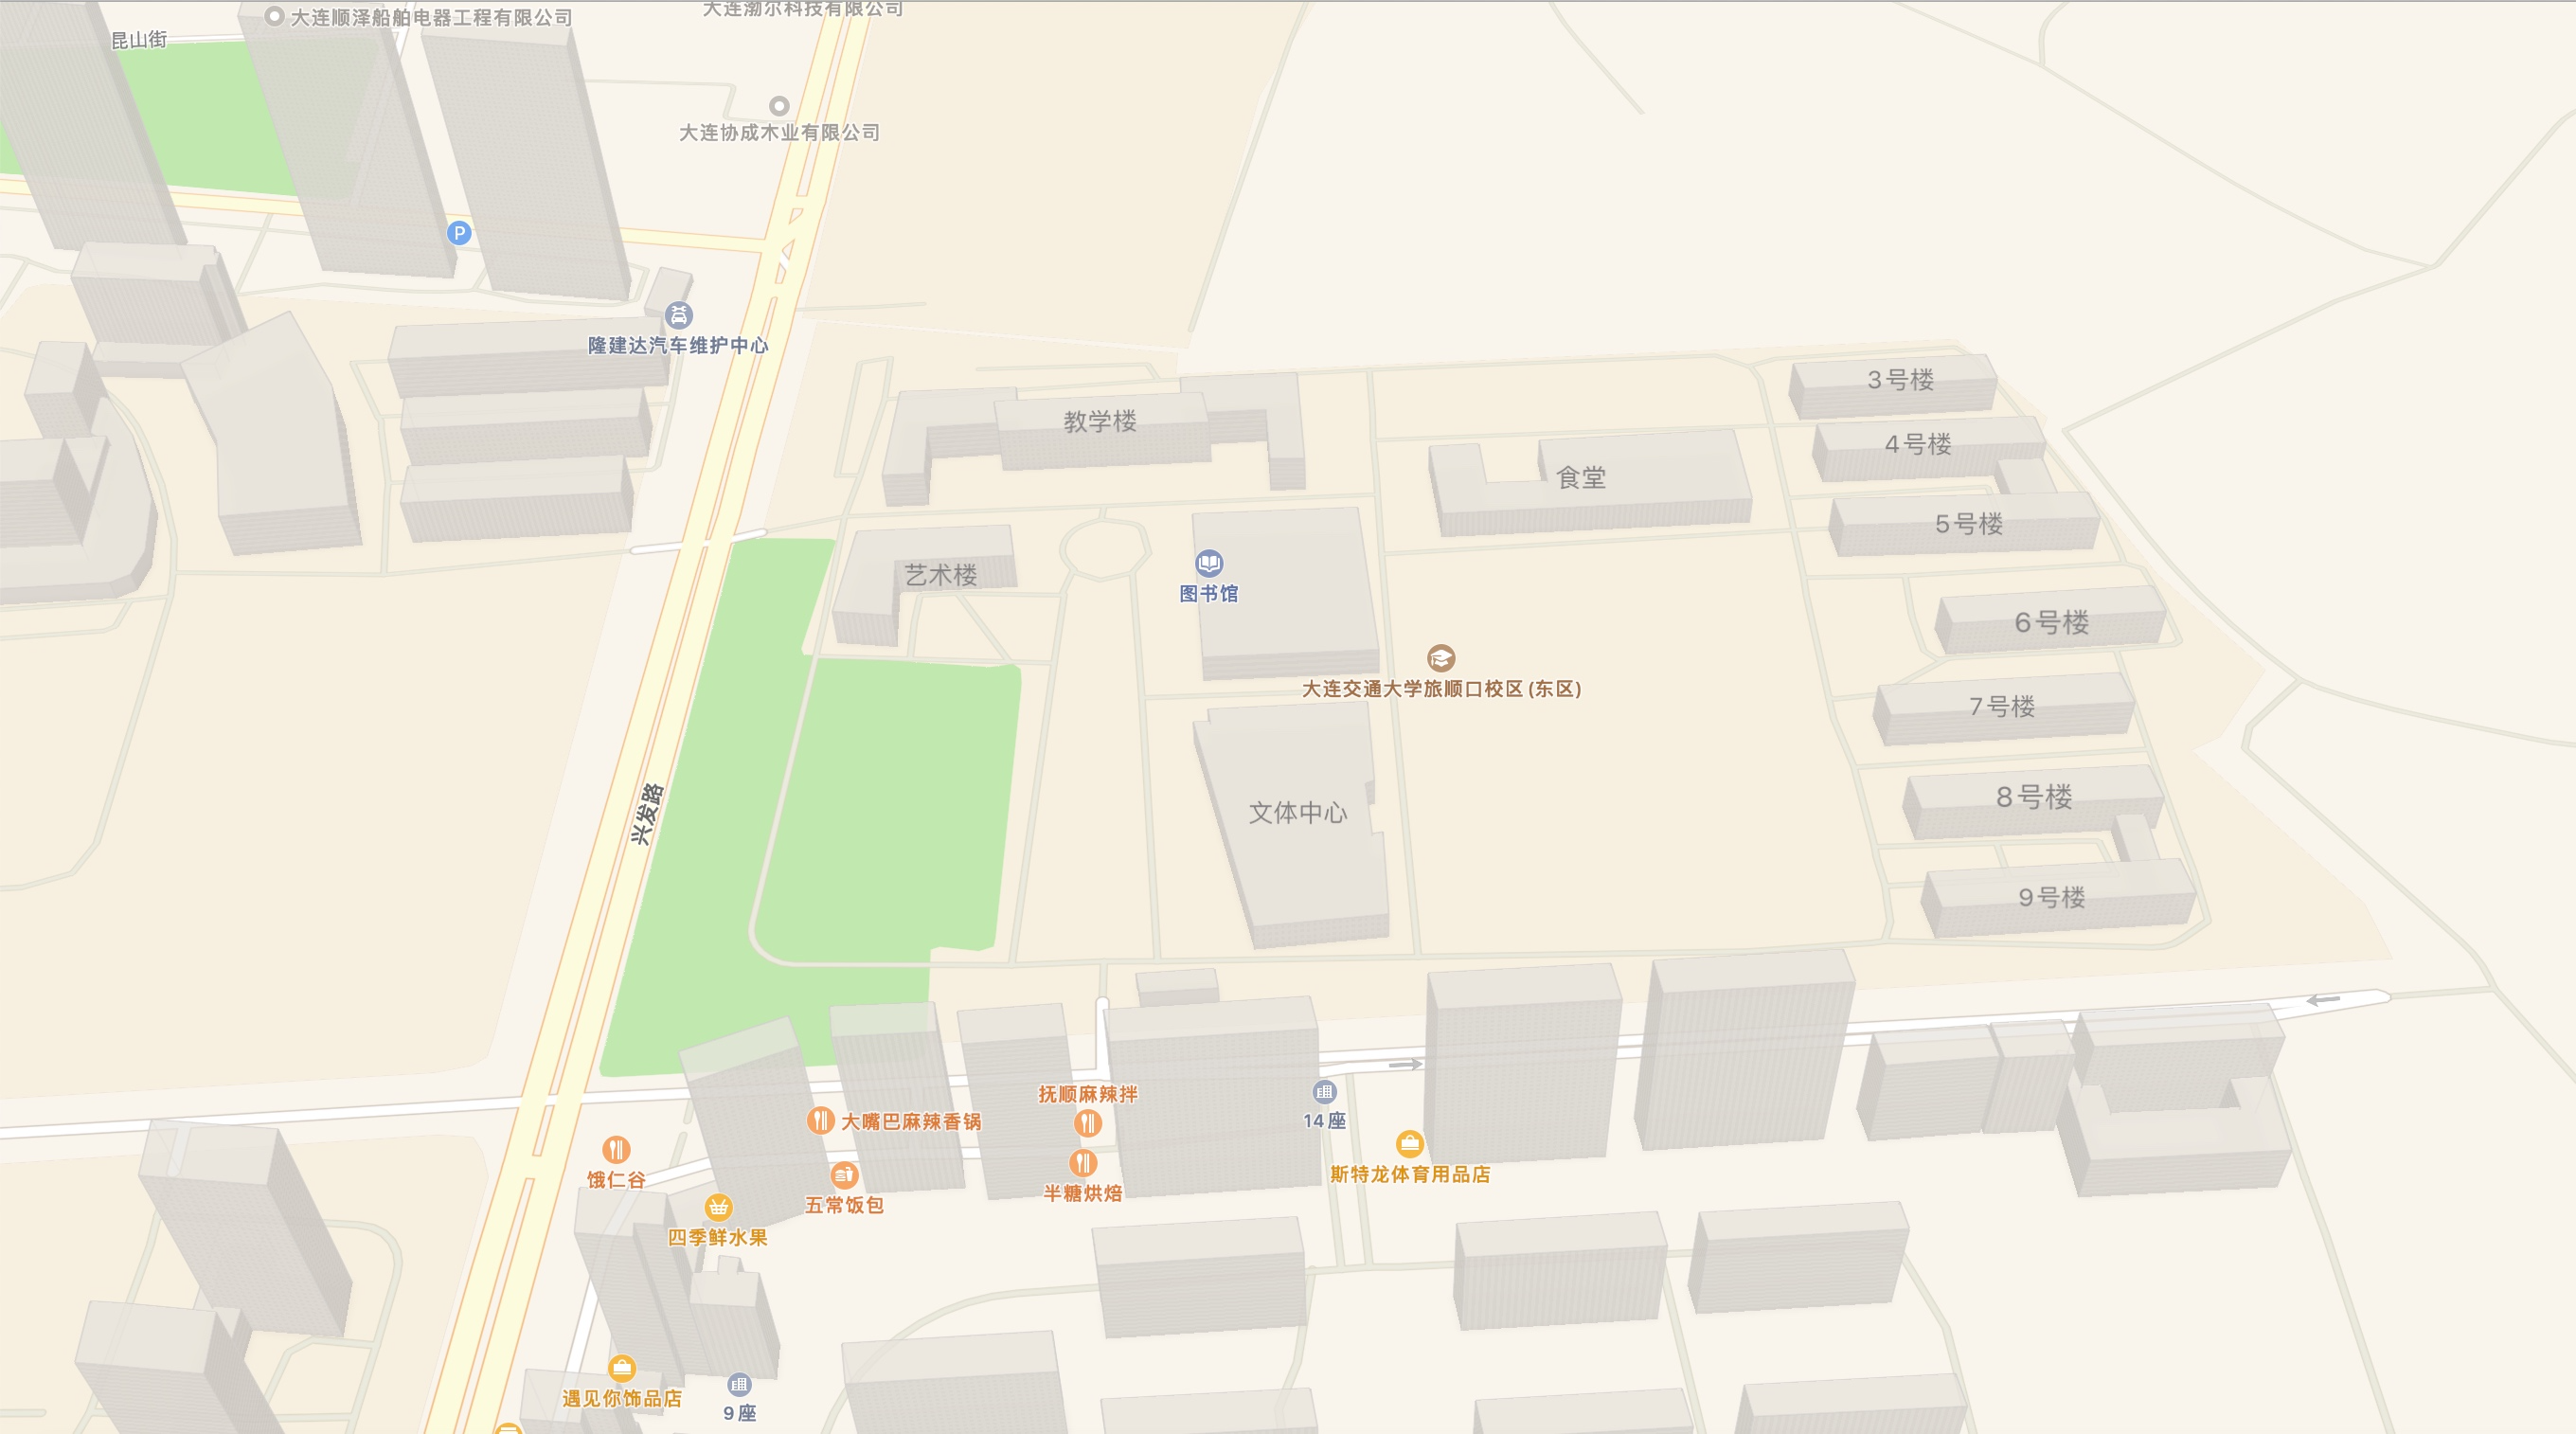 大连顺泽船舶电器工程有限公司
大连渤尔科技有限公司
昆山街
大连协成木业有限公司
P
隆建达汽车维护中心
3号楼
教学楼
4号楼
食堂
5号楼
艺术楼
图书馆
6号楼
大连交通大学旅顺口校区(东区)
7号楼
兴发路
文体中心
8号楼
9号楼
抚顺麻辣拌
大嘴巴麻辣香锅
14座
饿仁谷
五常饭包
半糖烘焙
斯特龙体育用品店
四季鲜水果
遇见你饰品店
9座